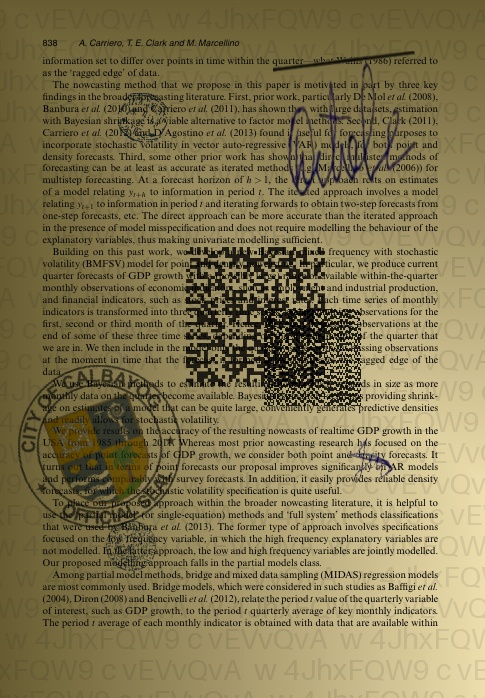 838 A. Carriero, T. E. Clark and M. Marcellino
information set to differ over points in time within the quarter—what (1986) referred to
as the 'ragged edge' of data.
The nowcasting method that we propose in this paper is motivated in part by three key
findings in the broader forecasting literature. First, prior work, particularly De Mol et al. (2008),
Banbura et al. (2010) and Carriero et al. (2011), has shown that with large data sets, estimation
with Bayesian shrinkage is a viable alternative to factor model methods. Second, Clark (2011),
Carriero et al. and D'Agostino et al. (2013) found it useful for forecasting purposes to
incorporate stochastic volatility in vector auto-regressive (VAR) models for point and
density forecasts. Third, some other prior work has shown direct methods of
forecasting can be at least as accurate as iterated methods (e.g. Marcellino et al. (2006)) for
multistep forecasting. At a forecast horizon of h > 1, the approach rests on estimates
of a model relating yt+h to information in period t. The iterated approach involves a model
relating yt+1 to information in period t and iterating forwards to obtain two-step forecasts from
one-step forecasts, etc. The direct approach can be more accurate than the iterated approach
in the presence of model misspecification and does not require modelling the behaviour of the
explanatory variables, thus making univariate modelling sufficient.
Building on this past work, we frequency with stochastic
volatility (BMFSV) model for particular, we produce current
quarter forecasts of GDP growth available within-the-quarter
monthly observations of economic and industrial production,
and financial indicators, such as Each time series of monthly
indicators is transformed into three observations for the
first, second or third month of the observations at the
end of some of these three time of the quarter that
we are in. We then include in the missing observations
at the moment in time that the ragged edge of the
data.
We use Bayesian methods to estimate the resulting in size as more
monthly data on the quarter become available. Bayesian providing shrink-
age on estimates of a model that can be quite large, conveniently generates predictive densities
and readily allows for stochastic volatility.
We provide results on the accuracy of the resulting nowcasts of realtime GDP growth in the
USA from 1985 through 2011. Whereas most prior nowcasting research has focused on the
accuracy of point forecasts of GDP growth, we consider both point and density forecasts. It
turns out that in terms of point forecasts our proposal improves significantly on AR models
and performs comparably with survey forecasts. In addition, it easily provides reliable density
forecasts, for which the stochastic volatility specification is quite useful.
To place our proposed approach within the broader nowcasting literature, it is helpful to
use the 'partial model' (or single-equation) methods and 'full system' methods classifications
that were used by Banbura et al. (2013). The former type of approach involves specifications
focused on the low frequency variable, in which the high frequency explanatory variables are
not modelled. In the latter approach, the low and high frequency variables are jointly modelled.
Our proposed modelling approach falls in the partial models class.
Among partial model methods, bridge and mixed data sampling (MIDAS) regression models
are most commonly used. Bridge models, which were considered in such studies as Baffigi et al.
(2004), Diron (2008) and Bencivelli et al. (2012), relate the period t value of the quarterly variable
of interest, such as GDP growth, to the period t quarterly average of key monthly indicators.
The period t average of each monthly indicator is obtained with data that are available within